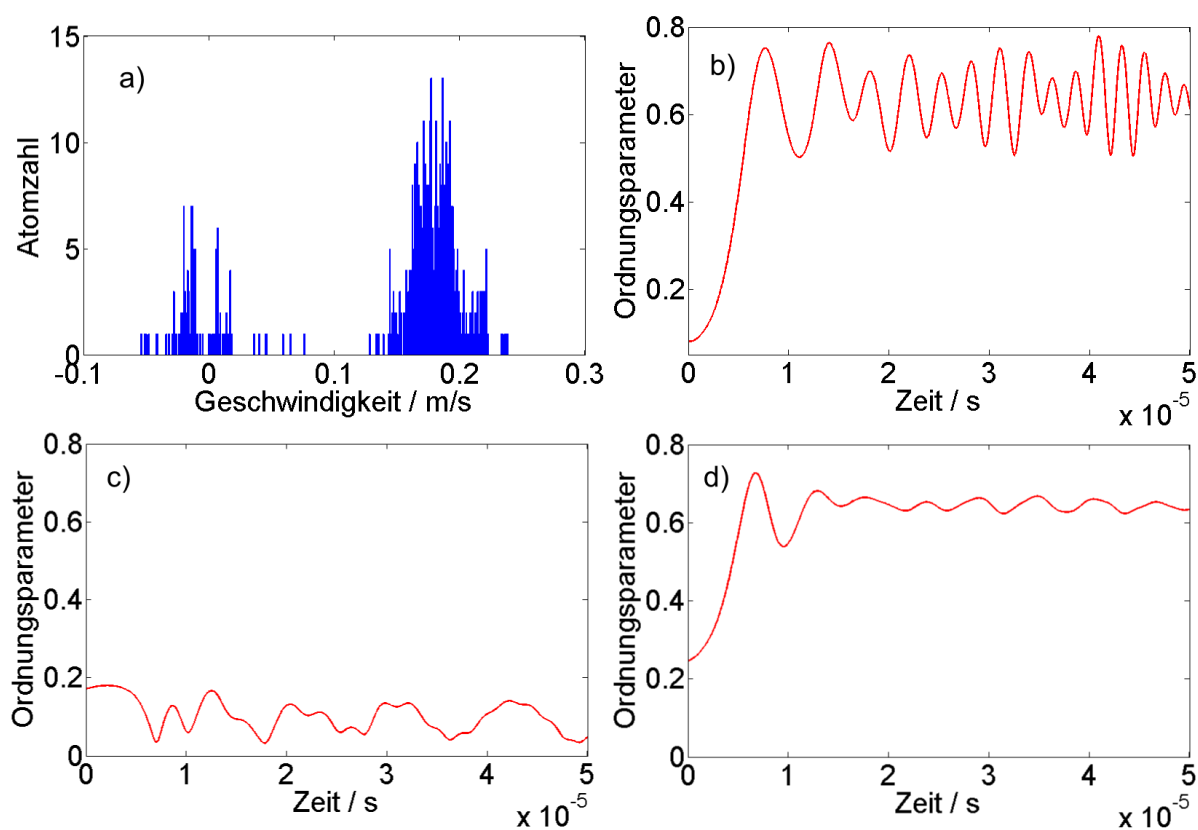 a)
15
10
5
0
Atomzahl
-0.1 0 0.1 0.2 0.3
Geschwindigkeit / m/s
b)
0.8
0.6
0.4
0.2
Ordnungsparameter
0 1 2 3 4 5
Zeit / s
x 10^-5
c)
0.8
0.6
0.4
0.2
0
Ordnungsparameter
0 1 2 3 4 5
Zeit / s
x 10^-5
d)
0.8
0.6
0.4
0.2
0
Ordnungsparameter
0 1 2 3 4 5
Zeit / s
x 10^-5